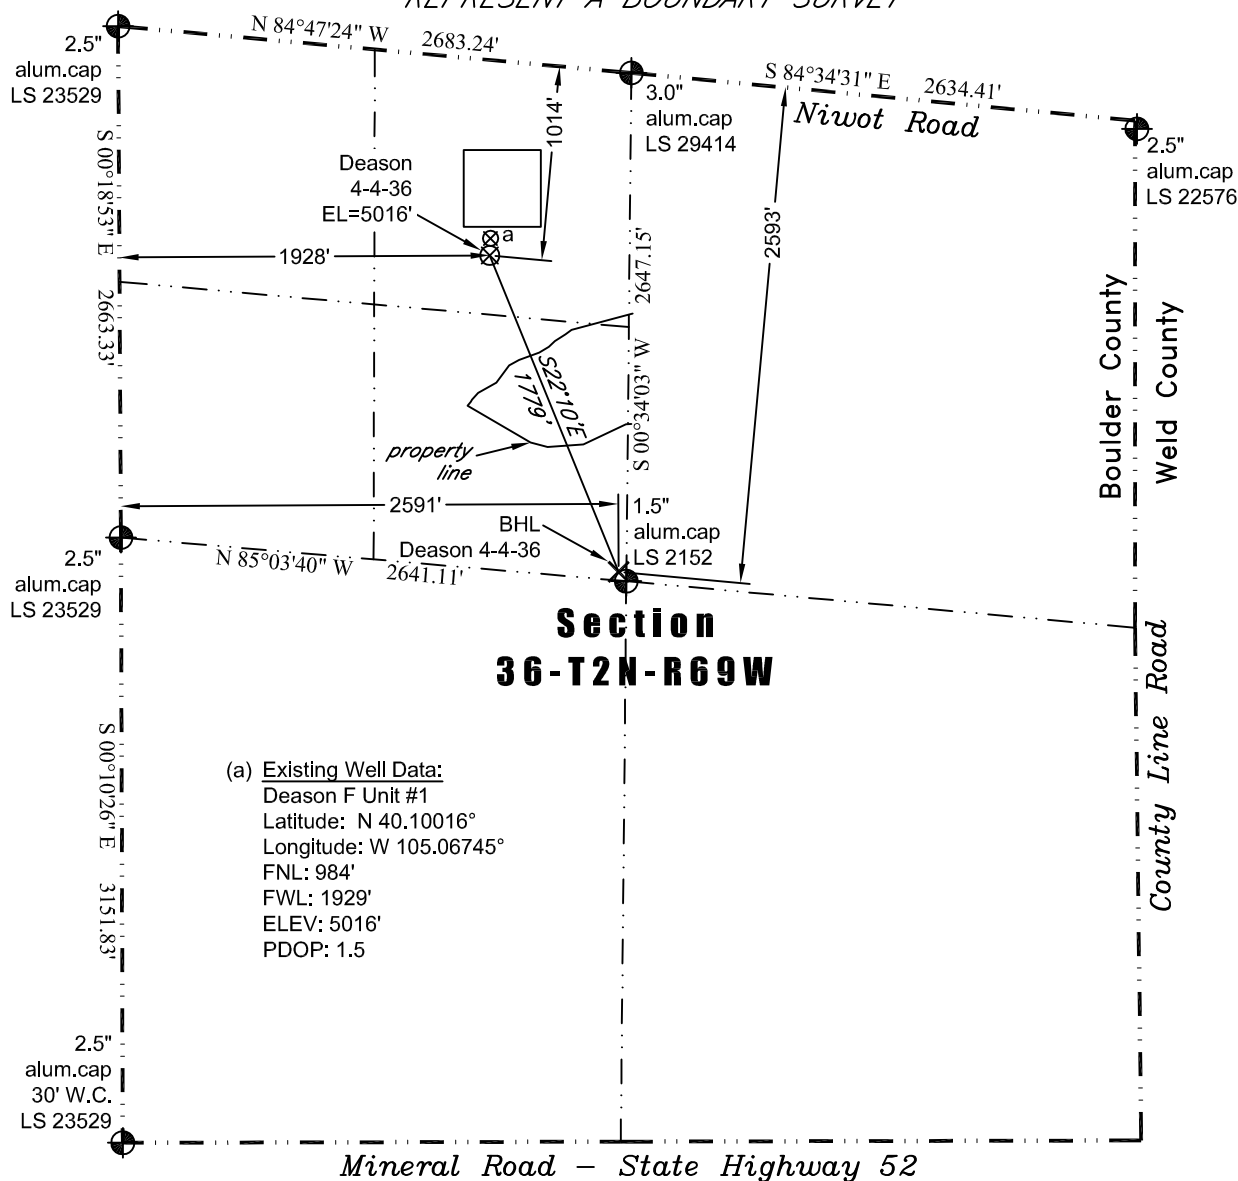 REPRESENT A BOUNDARY SURVEY
N 84°47'24" W 2683.24'
S 84°34'31" E 2634.41'
Niwot Road
2.5"
alum.cap
LS 23529
3.0"
alum.cap
LS 29414
2.5"
alum.cap
LS 22576
S 00°18'53" E 2663.33'
Deason
4-4-36
EL=5016'
a
1014'
1928'
2593'
S 00°34'03" W 2647.15'
S22°10'E
1779'
property
line
Boulder County
Weld County
2591'
BHL
Deason 4-4-36
1.5"
alum.cap
LS 2152
2.5"
alum.cap
LS 23529
N 85°03'40" W 2641.11'
Section
36-T2N-R69W
County Line Road
S 00°10'26" E 3151.83'
(a) Existing Well Data:
Deason F Unit #1
Latitude: N 40.10016°
Longitude: W 105.06745°
FNL: 984'
FWL: 1929'
ELEV: 5016'
PDOP: 1.5
2.5"
alum.cap
30' W.C.
LS 23529
Mineral Road – State Highway 52